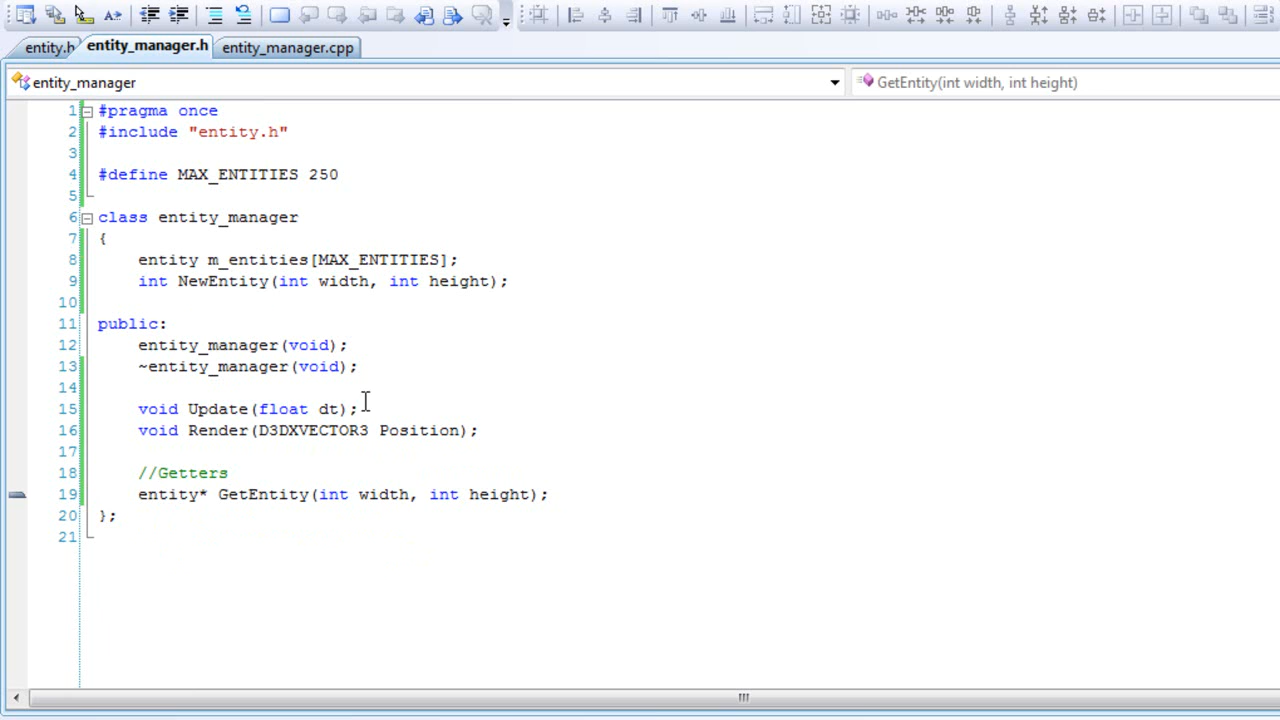 entity.h entity_manager.h entity_manager.cpp
entity_manager GetEntity(int width, int height)
1 #pragma once
2 #include "entity.h"
3
4 #define MAX_ENTITIES 250
5
6 class entity_manager
7 {
8 entity m_entities[MAX_ENTITIES];
9 int NewEntity(int width, int height);
10
11 public:
12 entity_manager(void);
13 ~entity_manager(void);
14
15 void Update(float dt);
16 void Render(D3DXVECTOR3 Position);
17
18 //Getters
19 entity* GetEntity(int width, int height);
20 };
21